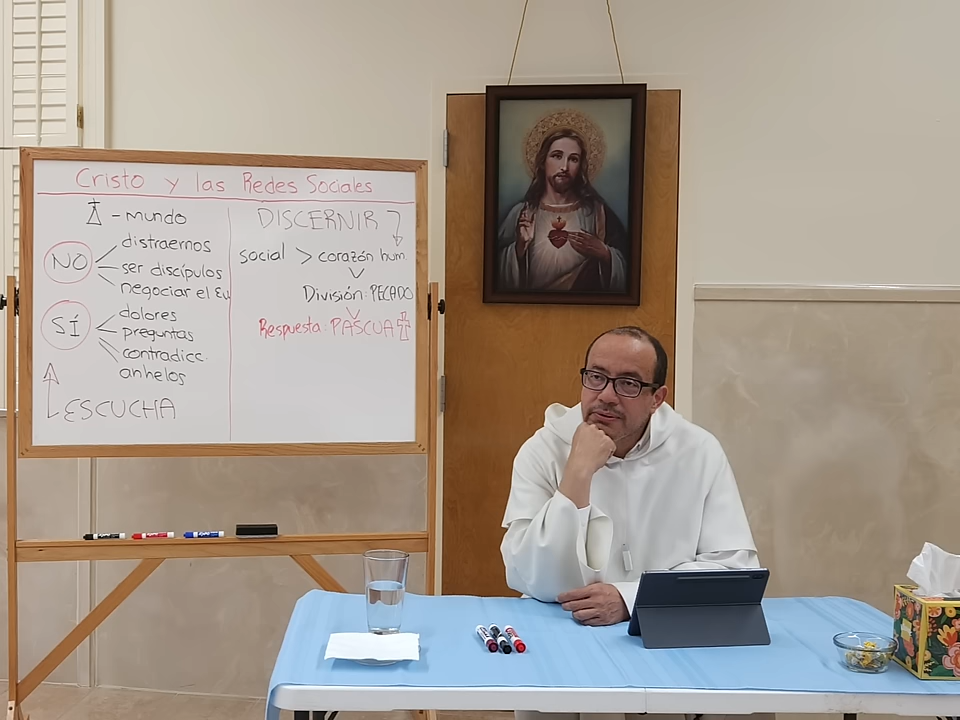 Cristo y las Redes Sociales
- mundo
NO
distraernos
ser discípulos
negociar el Eu
SÍ
dolores
preguntas
contradicc.
anhelos
ESCUCHA
DISCERNIR
social > corazón hum.
División: PECADO
Respuesta: PASCUA